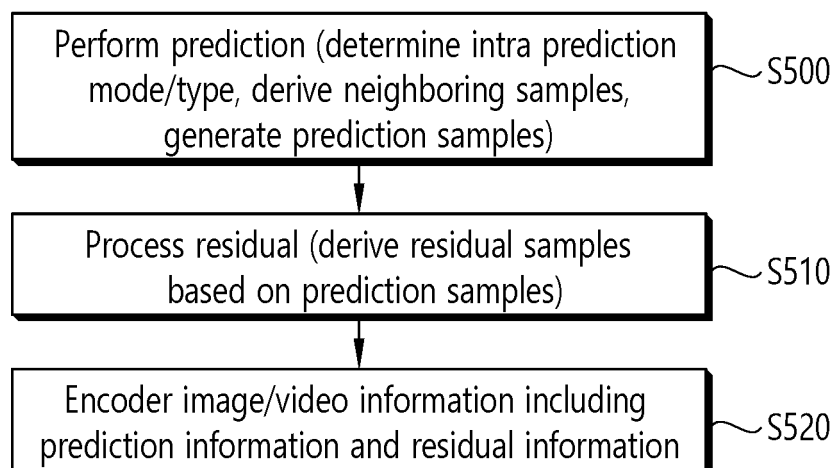 Perform prediction (determine intra prediction
mode/type, derive neighboring samples,
generate prediction samples)
S500
Process residual (derive residual samples
based on prediction samples)
S510
Encoder image/video information including
prediction information and residual information
S520